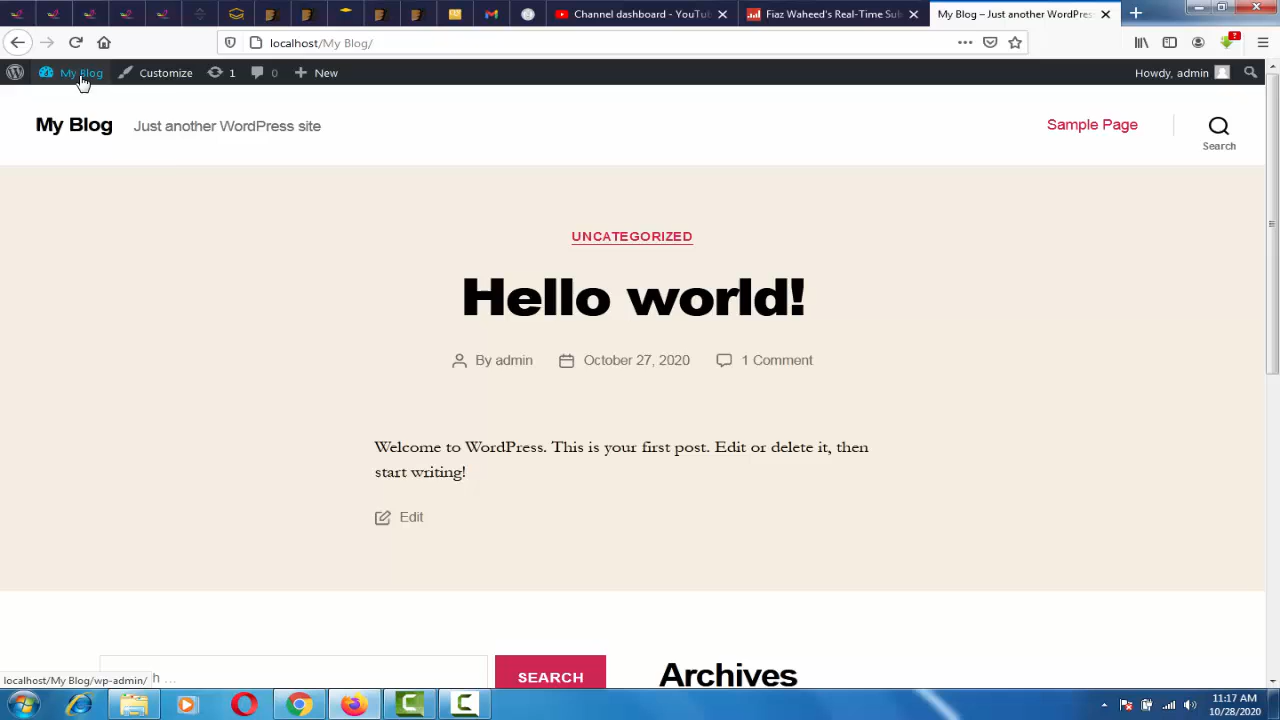 Channel dashboard - YouTu
Fiaz Waheed's Real-Time Sub
My Blog – Just another WordPress
localhost/My Blog/
My Blog
Customize
1
0
New
Howdy, admin
My Blog
Just another WordPress site
Sample Page
Search
UNCATEGORIZED
Hello world!
By admin
October 27, 2020
1 Comment
Welcome to WordPress. This is your first post. Edit or delete it, then
start writing!
Edit
h ...
SEARCH
Archives
localhost/My Blog/wp-admin/
11:17 AM
10/28/2020